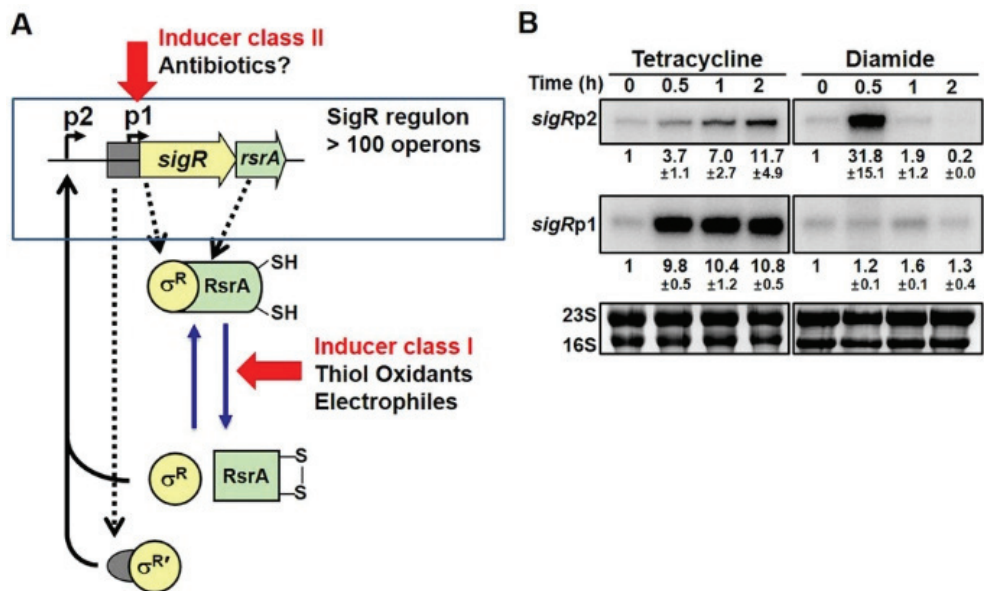 A
Inducer class II
Antibiotics?
p2
p1
SigR regulon
> 100 operons
sigR
rsrA
σR
RsrA
SH
SH
Inducer class I
Thiol Oxidants
Electrophiles
σR
RsrA
S
S
σR'
B
Tetracycline Diamide
Time (h) 0 0.5 1 2 0 0.5 1 2
sigRp2
1 3.7 7.0 11.7 1 31.8 1.9 0.2
±1.1 ±2.7 ±4.9 ±15.1 ±1.2 ±0.0
sigRp1
1 9.8 10.4 10.8 1 1.2 1.6 1.3
±0.5 ±1.2 ±0.5 ±0.1 ±0.1 ±0.4
23S
16S